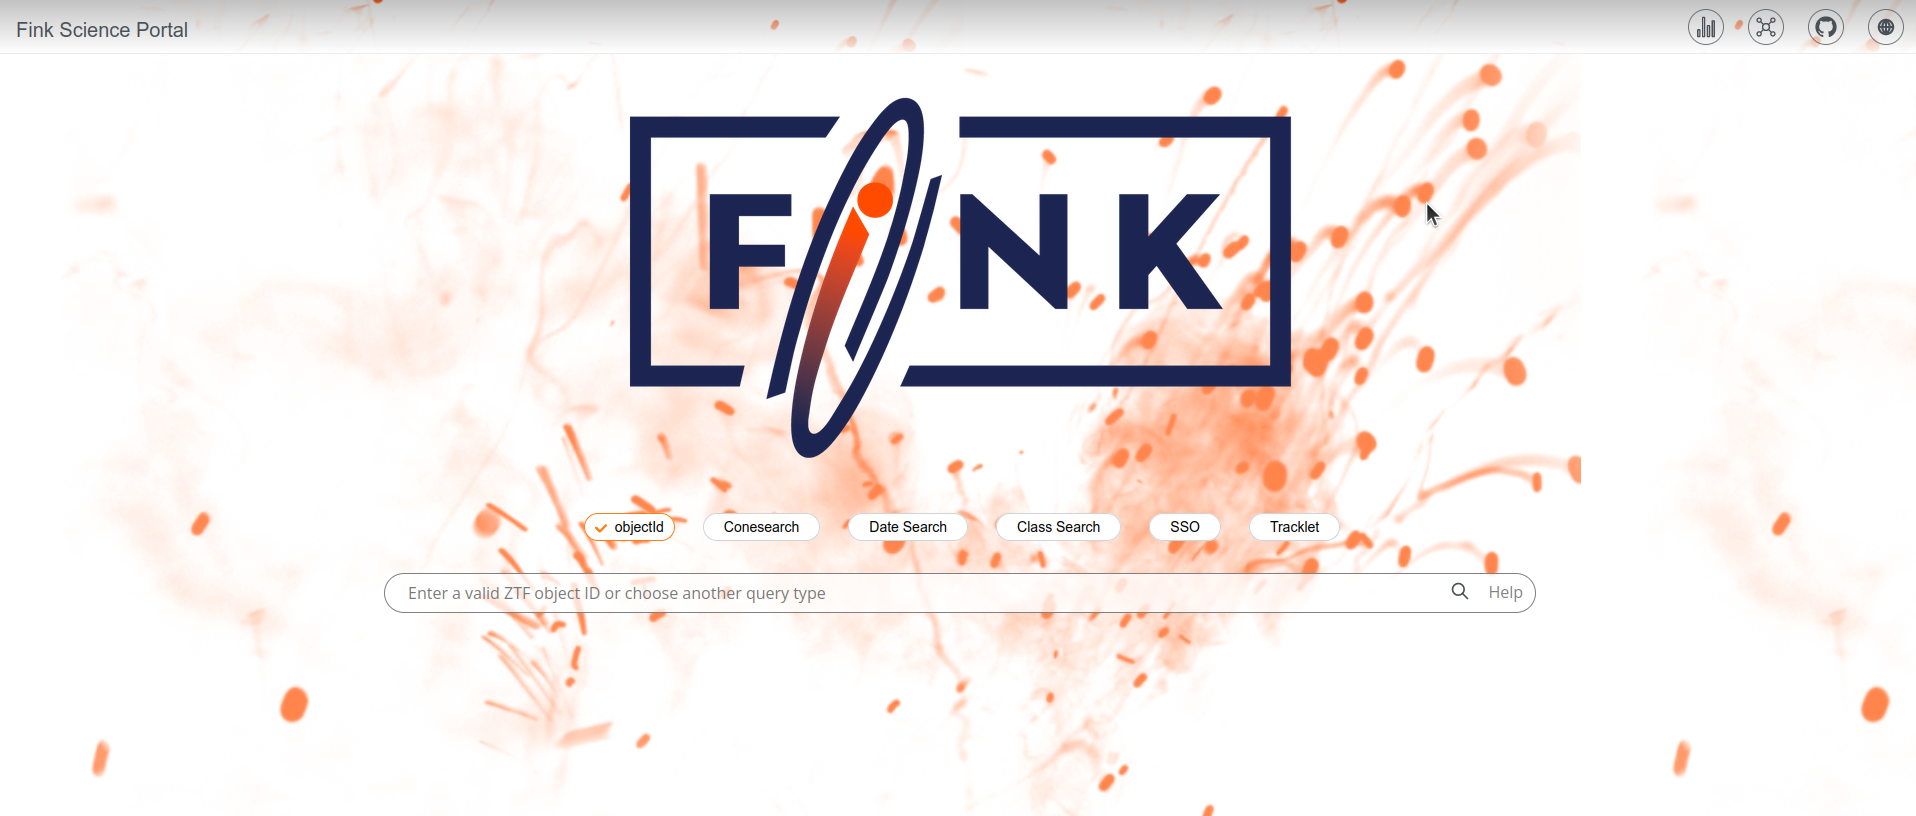 Fink Science Portal
FiNK
objectId
Conesearch
Date Search
Class Search
SSO
Tracklet
Enter a valid ZTF object ID or choose another query type
Help